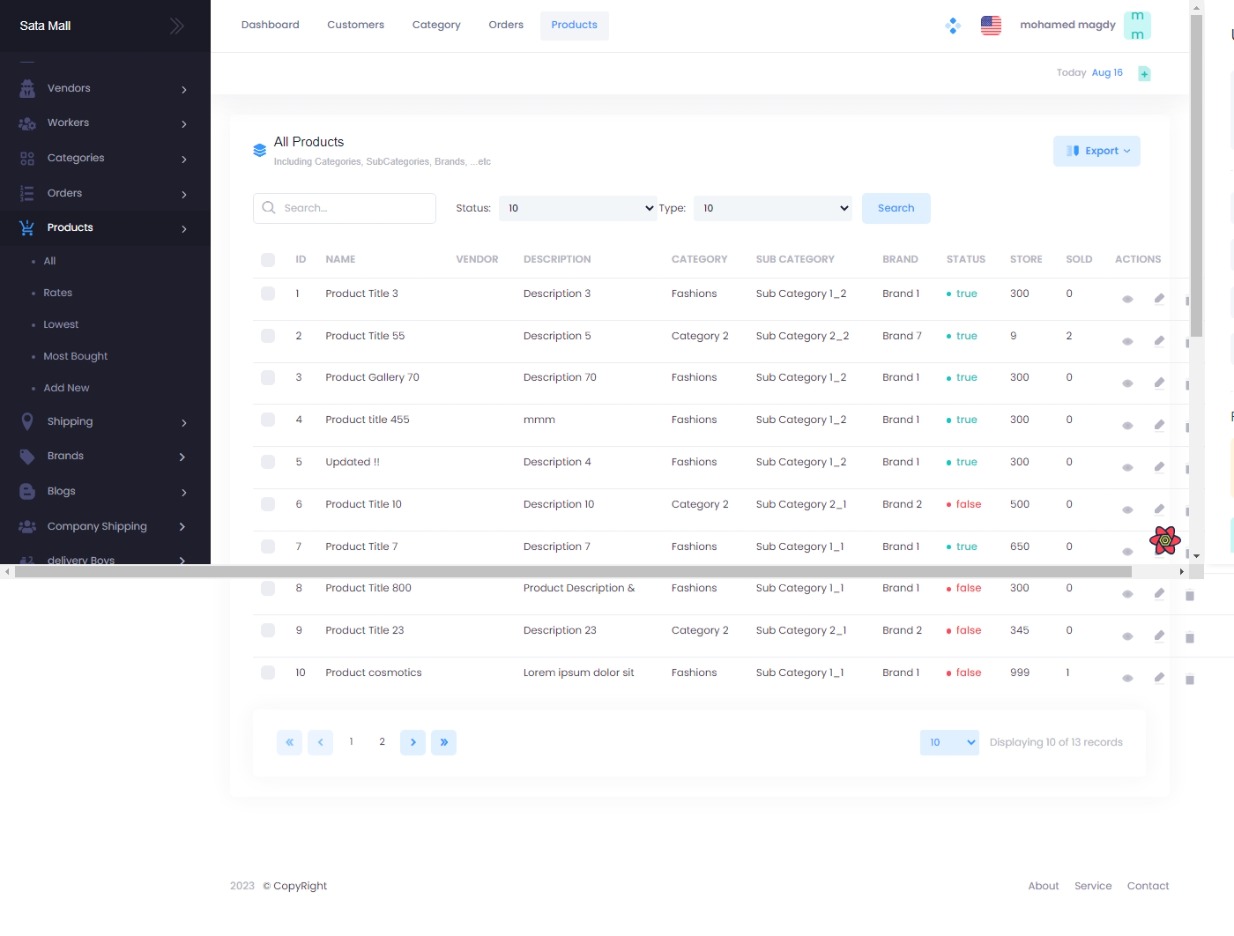 Sata Mall
Dashboard Customers Category Orders Products
mohamed magdy
m
m
Today Aug 16
Vendors
Workers
Categories
Orders
Products
All
Rates
Lowest
Most Bought
Add New
Shipping
Brands
Blogs
Company Shipping
delivery Boys
All Products
Including Categories, SubCategories, Brands, ...etc
Export
Search...
Status: 10 Type: 10 Search
ID NAME VENDOR DESCRIPTION CATEGORY SUB CATEGORY BRAND STATUS STORE SOLD ACTIONS
1 Product Title 3 Description 3 Fashions Sub Category 1_2 Brand 1 true 300 0
2 Product Title 55 Description 5 Category 2 Sub Category 2_2 Brand 7 true 9 2
3 Product Gallery 70 Description 70 Fashions Sub Category 1_2 Brand 1 true 300 0
4 Product title 455 mmm Fashions Sub Category 1_2 Brand 1 true 300 0
5 Updated !! Description 4 Fashions Sub Category 1_2 Brand 1 true 300 0
6 Product Title 10 Description 10 Category 2 Sub Category 2_1 Brand 2 false 500 0
7 Product Title 7 Description 7 Fashions Sub Category 1_1 Brand 1 true 650 0
8 Product Title 800 Product Description & Fashions Sub Category 1_1 Brand 1 false 300 0
9 Product Title 23 Description 23 Category 2 Sub Category 2_1 Brand 2 false 345 0
10 Product cosmotics Lorem ipsum dolor sit Fashions Sub Category 1_1 Brand 1 false 999 1
1 2
10 Displaying 10 of 13 records
2023 © CopyRight
About Service Contact